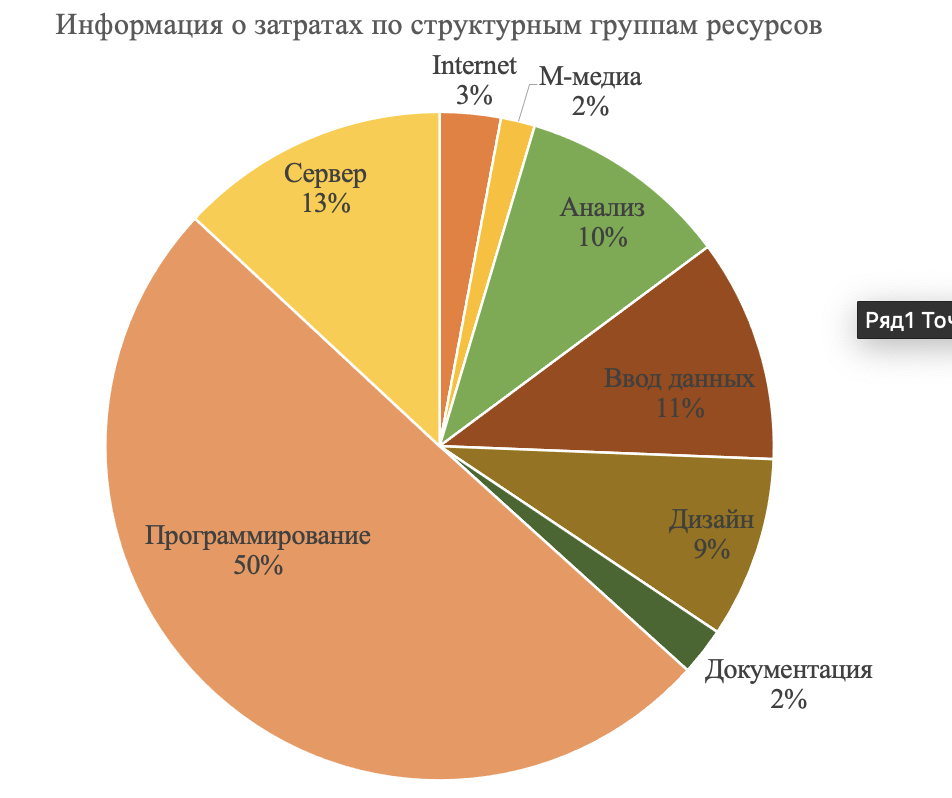 Информация о затратах по структурным группам ресурсов
Internet
3%
М-медиа
2%
Анализ
10%
Ввод данных
11%
Дизайн
9%
Документация
2%
Программирование
50%
Сервер
13%
Ряд1